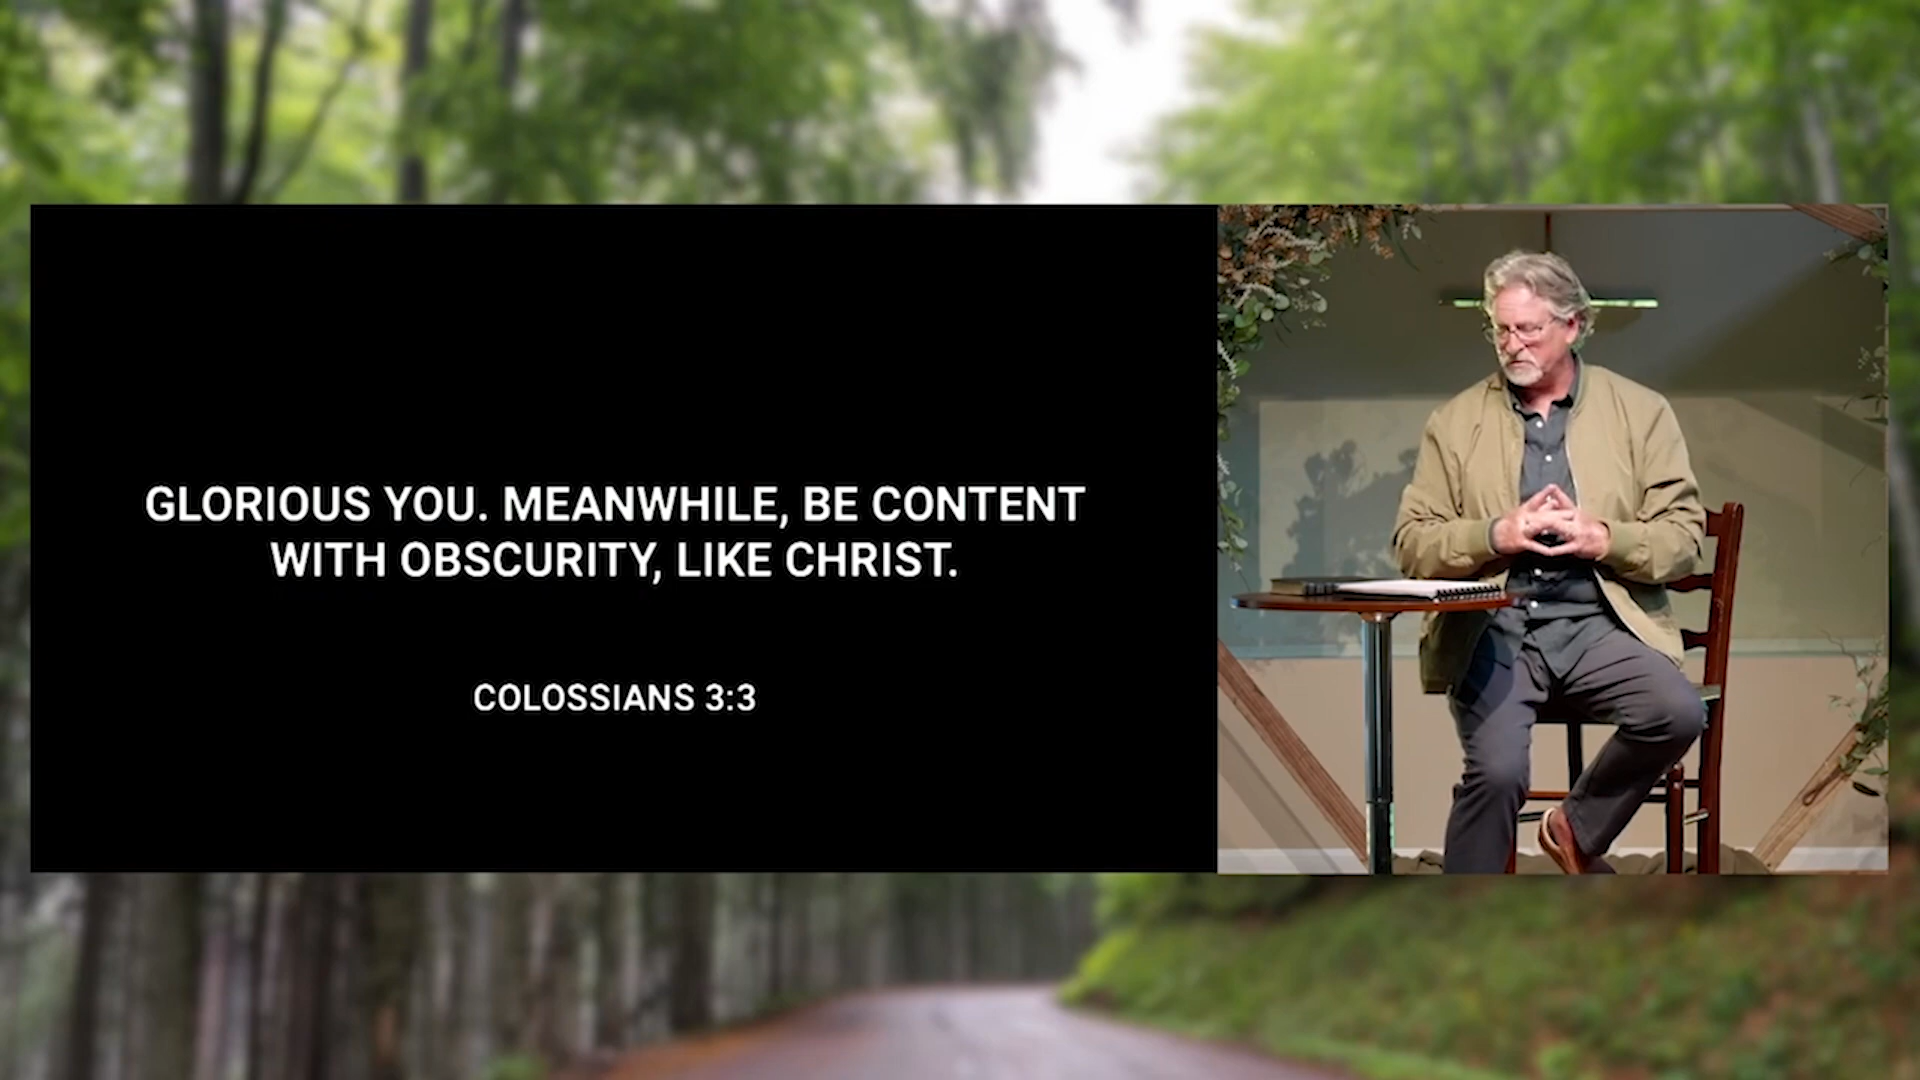 GLORIOUS YOU. MEANWHILE, BE CONTENT
WITH OBSCURITY, LIKE CHRIST.
COLOSSIANS 3:3